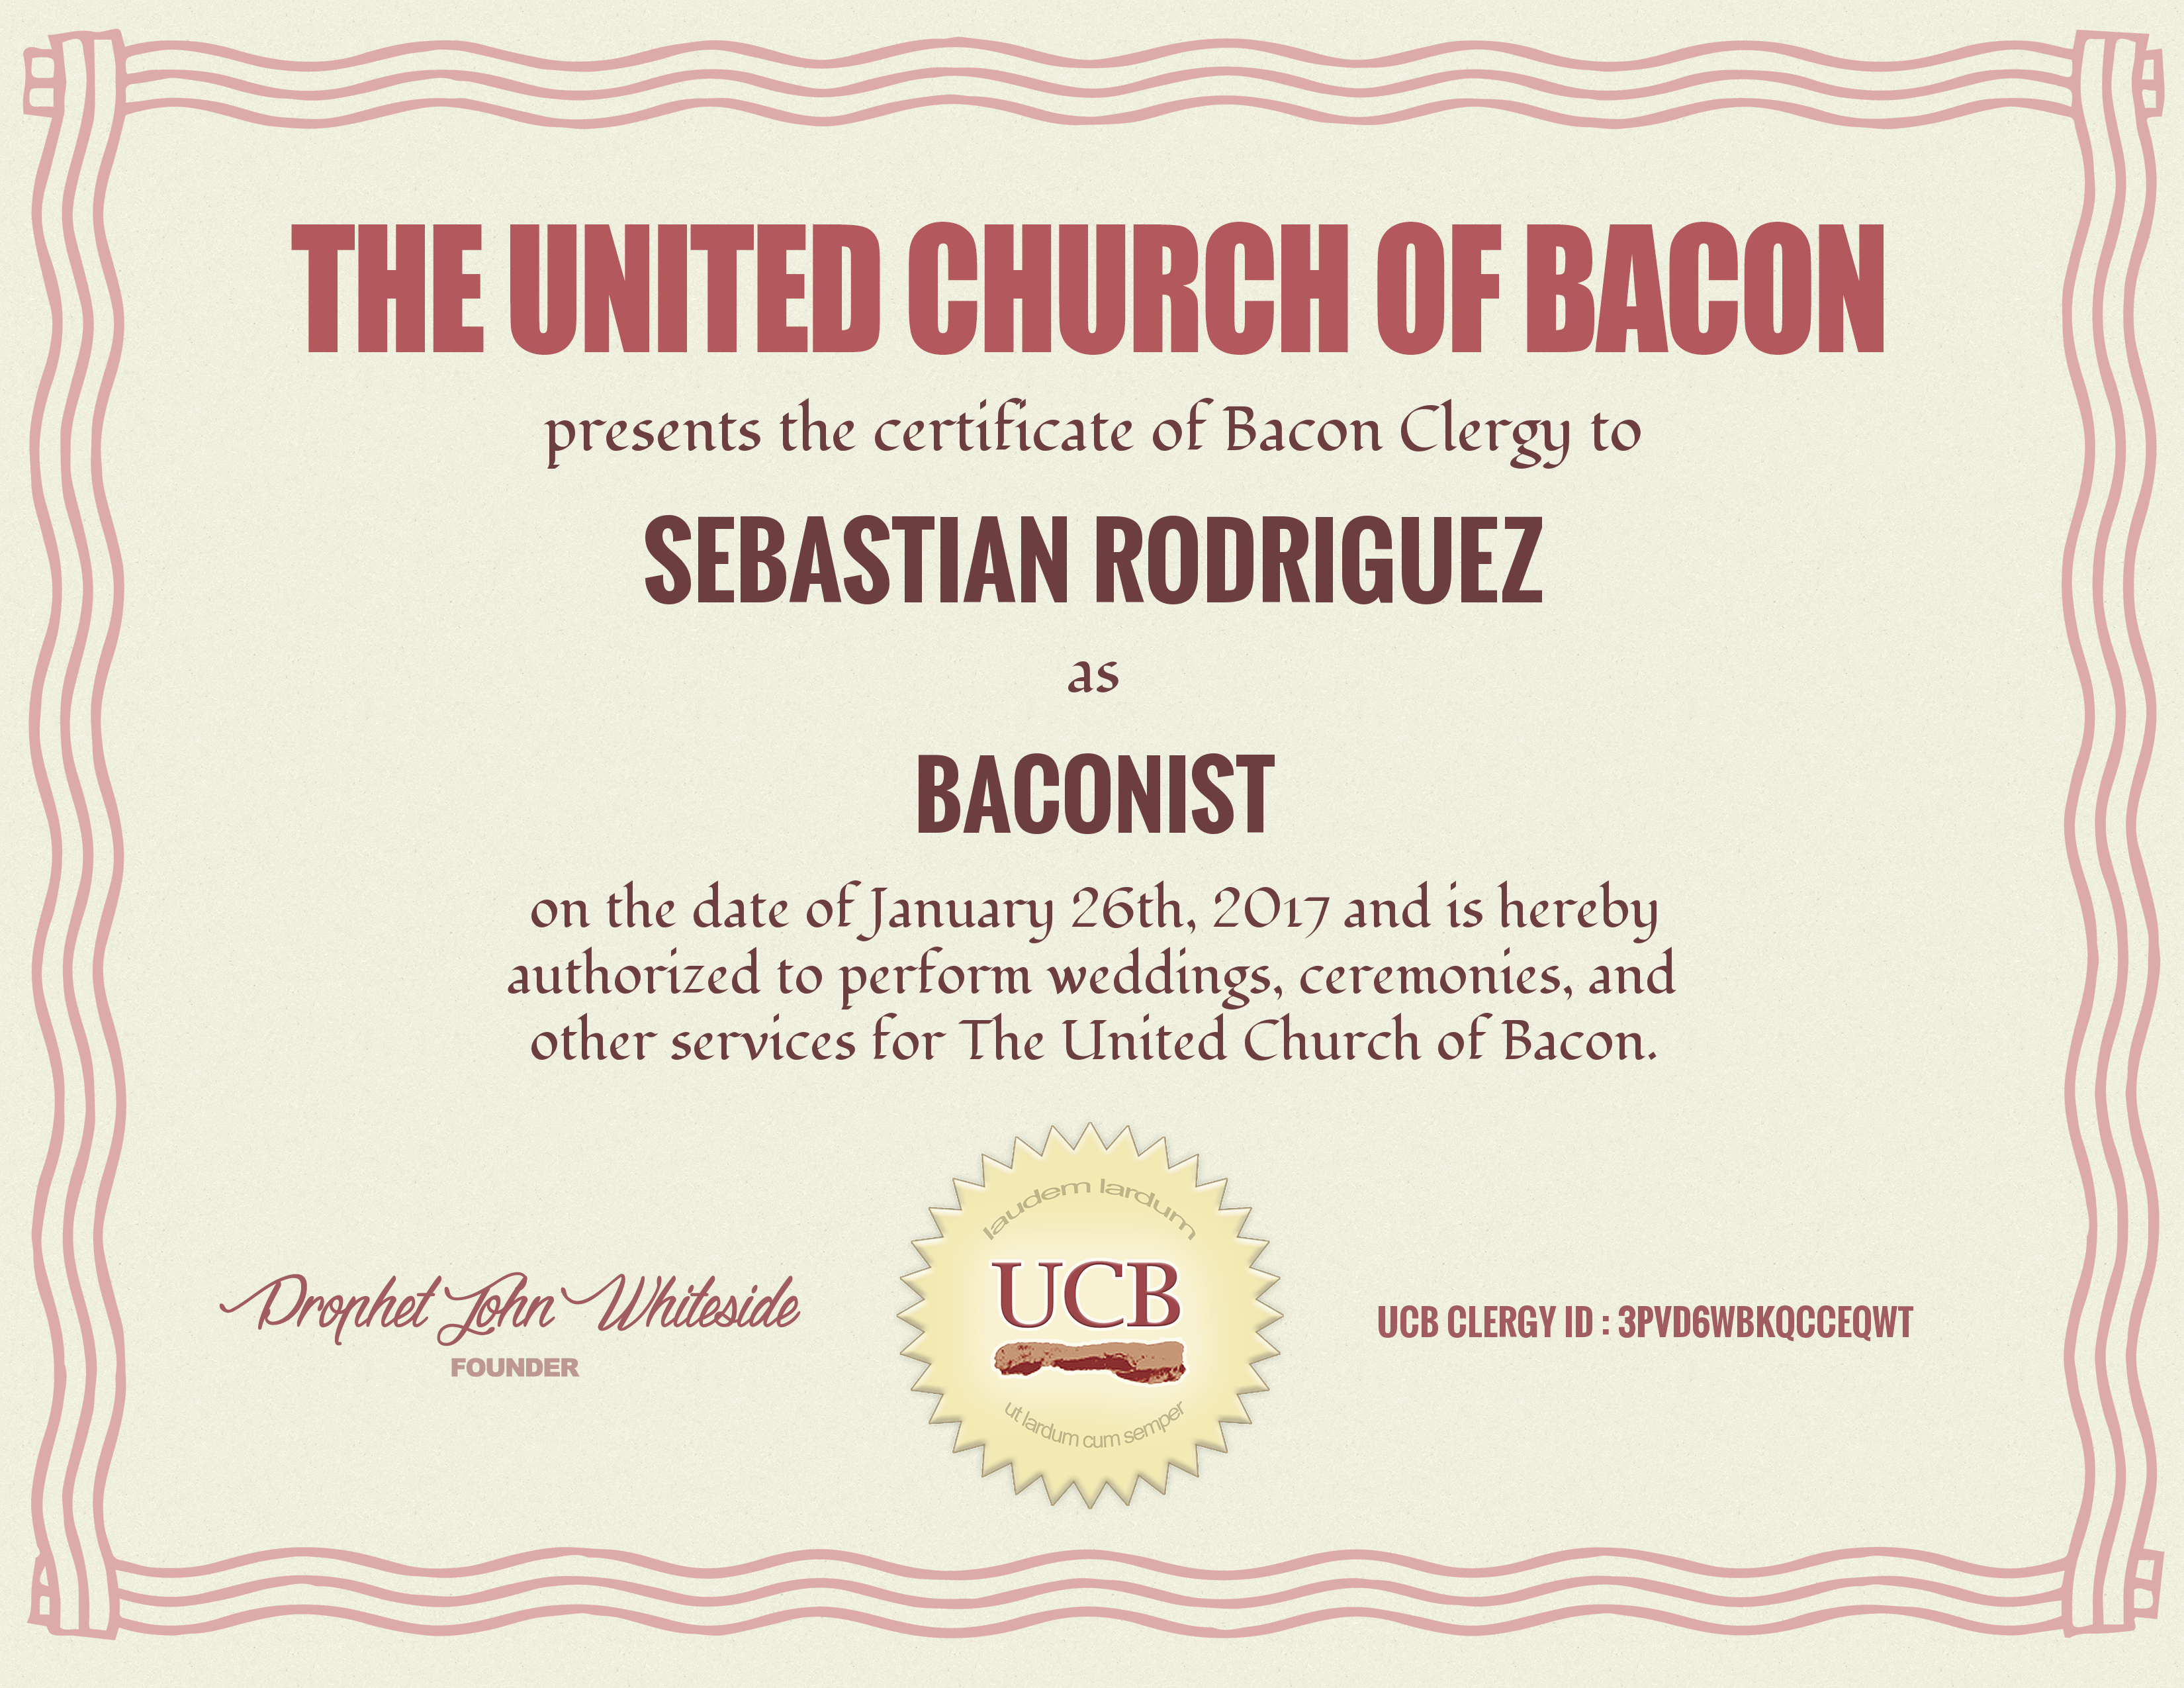 THE UNITED CHURCH OF BACON
presents the certificate of Bacon Clergy to
SEBASTIAN RODRIGUEZ
as
BACONIST
on the date of January 26th, 2017 and is hereby
authorized to perform weddings, ceremonies, and
other services for The United Church of Bacon.
laudem lardum
UCB
ut lardum cum semper
Prophet John Whiteside
FOUNDER
UCB CLERGY ID : 3PVD6WBKQCCEQWT